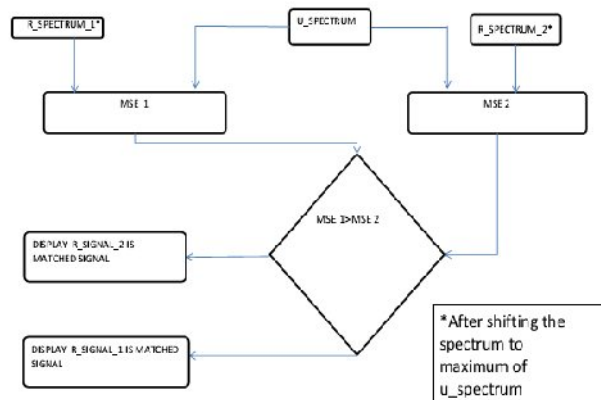 R_SPECTRUM_1*
U_SPECTRUM
R_SPECTRUM_2*
MSE 1
MSE 2
MSE 1>MSE 2
DISPLAY R_SIGNAL_2 IS
MATCHED SIGNAL
DISPLAY R_SIGNAL_1 IS MATCHED
SIGNAL
*After shifting the
spectrum to
maximum of
u_spectrum